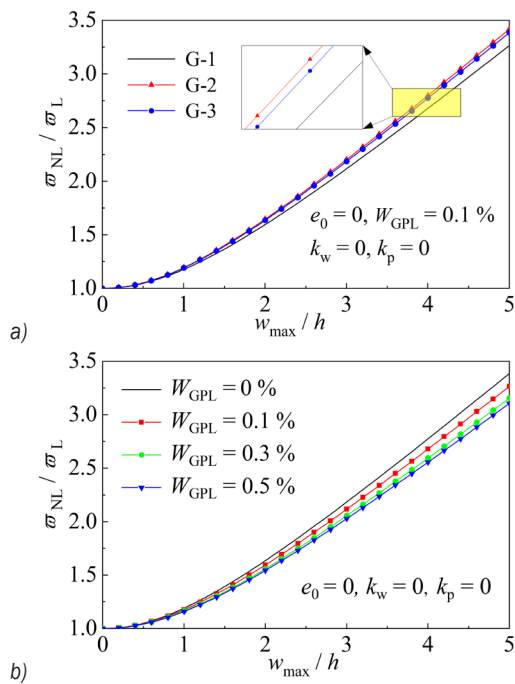 a)
ϖNL / ϖL
3.5
3.0
2.5
2.0
1.5
1.0
G-1
G-2
G-3
e0 = 0, WGPL = 0.1 %
kw = 0, kp = 0
0 1 2 3 4 5
wmax / h
b)
ϖNL / ϖL
3.5
3.0
2.5
2.0
1.5
1.0
WGPL = 0 %
WGPL = 0.1 %
WGPL = 0.3 %
WGPL = 0.5 %
e0 = 0, kw = 0, kp = 0
0 1 2 3 4 5
wmax / h